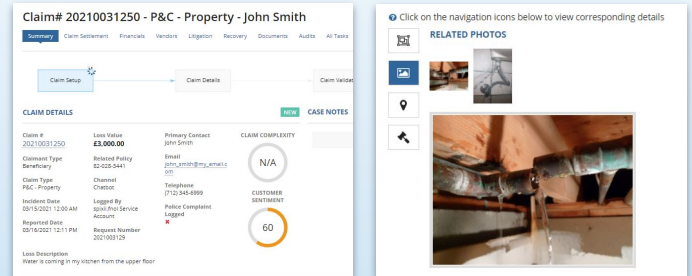 Claim# 20210031250 - P&C - Property - John Smith
Summary Claim Settlement Financials Vendors Litigation Recovery Documents Audits All Tasks
Claim Setup Claim Details Claim Validat
CLAIM DETAILS NEW CASE NOTES
Claim #
20210031250
Claimant Type
Beneficiary
Claim Type
P&C - Property
Incident Date
03/15/2021 12:00 AM
Reported Date
03/16/2021 12:11 PM
Loss Value
£3,000.00
Related Policy
82-028-5441
Channel
Chatbot
Logged By
spixii.fnol Service
Account
Request Number
2021003129
Primary Contact
John Smith
Email
john_smith@my_email.c
om
Telephone
(712) 345-6999
Police Complaint
Logged
CLAIM COMPLEXITY
N/A
CUSTOMER
SENTIMENT
60
Loss Description
Water is coming in my kitchen from the upper floor
Click on the navigation icons below to view corresponding details
RELATED PHOTOS